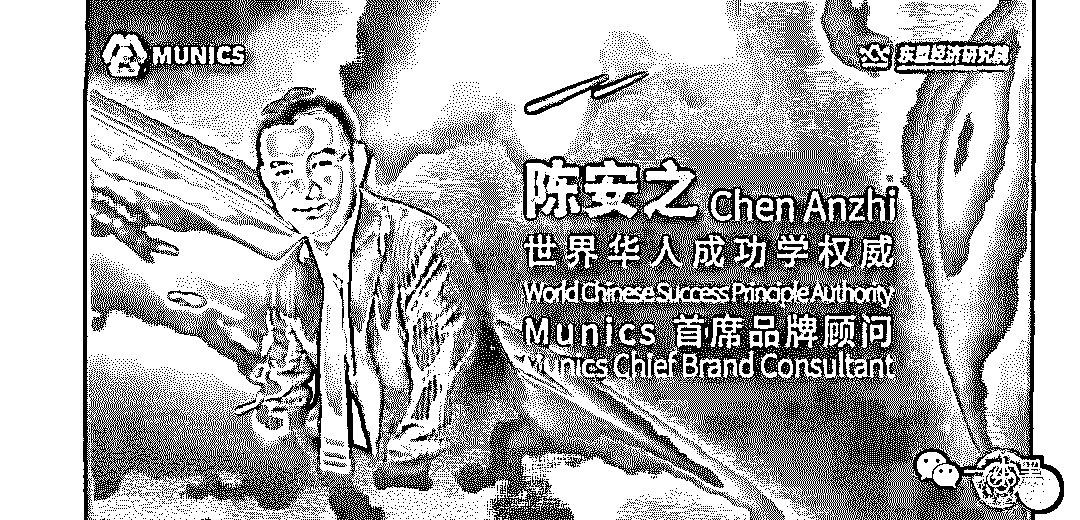 MUNICS
东盟经济研究院
陈安之 Chen Anzhi
世界华人成功学权威
World Chinese Success Principle Authority
Munics 首席品牌顾问
Munics Chief Brand Consultant